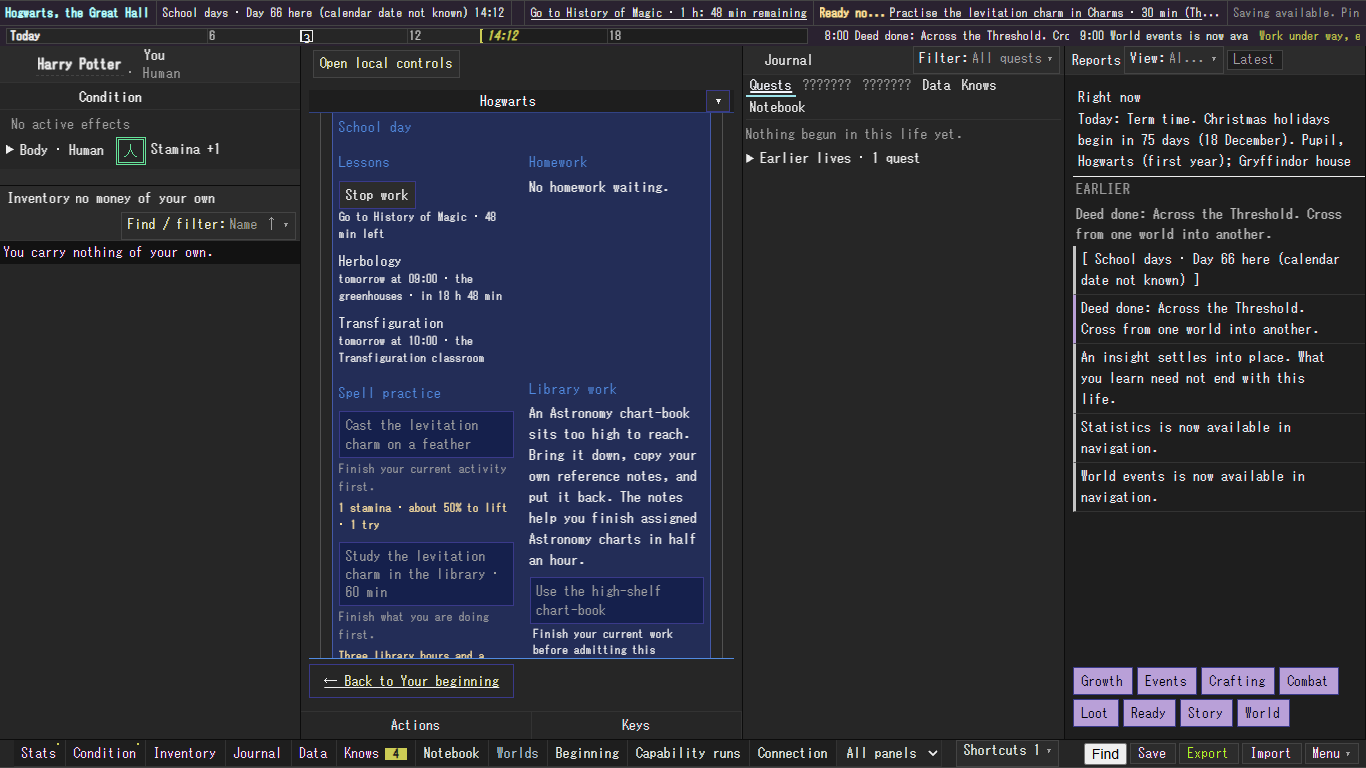 Hogwarts, the Great Hall
School days · Day 66 here (calendar date not known) 14:12
Go to History of Magic · 1 h: 48 min remaining
Ready no... Practise the levitation charm in Charms · 30 min (Th...
Saving available. Pin
Today 6 3 12 14:12 18
8:00 Deed done: Across the Threshold. Crc
9:00 World events is now ava
Work under way, e
Harry Potter · You Human
Condition
No active effects
▶ Body · Human 人 Stamina +1
Inventory no money of your own
Find / filter: Name ↑ ▾
You carry nothing of your own.
Open local controls
Hogwarts ▾
School day
Lessons
Stop work
Go to History of Magic · 48
min left
Herbology
tomorrow at 09:00 · the
greenhouses · in 18 h 48 min
Transfiguration
tomorrow at 10:00 · the
Transfiguration classroom
Homework
No homework waiting.
Spell practice
Cast the levitation
charm on a feather
Finish your current activity
first.
1 stamina · about 50% to lift
· 1 try
Study the levitation
charm in the library ·
60 min
Finish what you are doing
first.
Three library hours and a
Library work
An Astronomy chart-book
sits too high to reach.
Bring it down, copy your
own reference notes, and
put it back. The notes
help you finish assigned
Astronomy charts in half
an hour.
Use the high-shelf
chart-book
Finish your current work
before admitting this
← Back to Your beginning
Actions Keys
Journal
Filter: All quests ▾
Quests ??????? ??????? Data Knows
Notebook
Nothing begun in this life yet.
▶ Earlier lives · 1 quest
Reports View: Al... ▾ Latest
Right now
Today: Term time. Christmas holidays
begin in 75 days (18 December). Pupil,
Hogwarts (first year); Gryffindor house
EARLIER
Deed done: Across the Threshold. Cross
from one world into another.
[ School days · Day 66 here (calendar
date not known) ]
Deed done: Across the Threshold.
Cross from one world into another.
An insight settles into place. What
you learn need not end with this
life.
Statistics is now available in
navigation.
World events is now available in
navigation.
Growth Events Crafting Combat
Loot Ready Story World
Stats Condition Inventory Journal Data Knows 4 Notebook Worlds Beginning Capability runs Connection All panels Shortcuts 1 ▾ Find Save Export Import Menu ▾